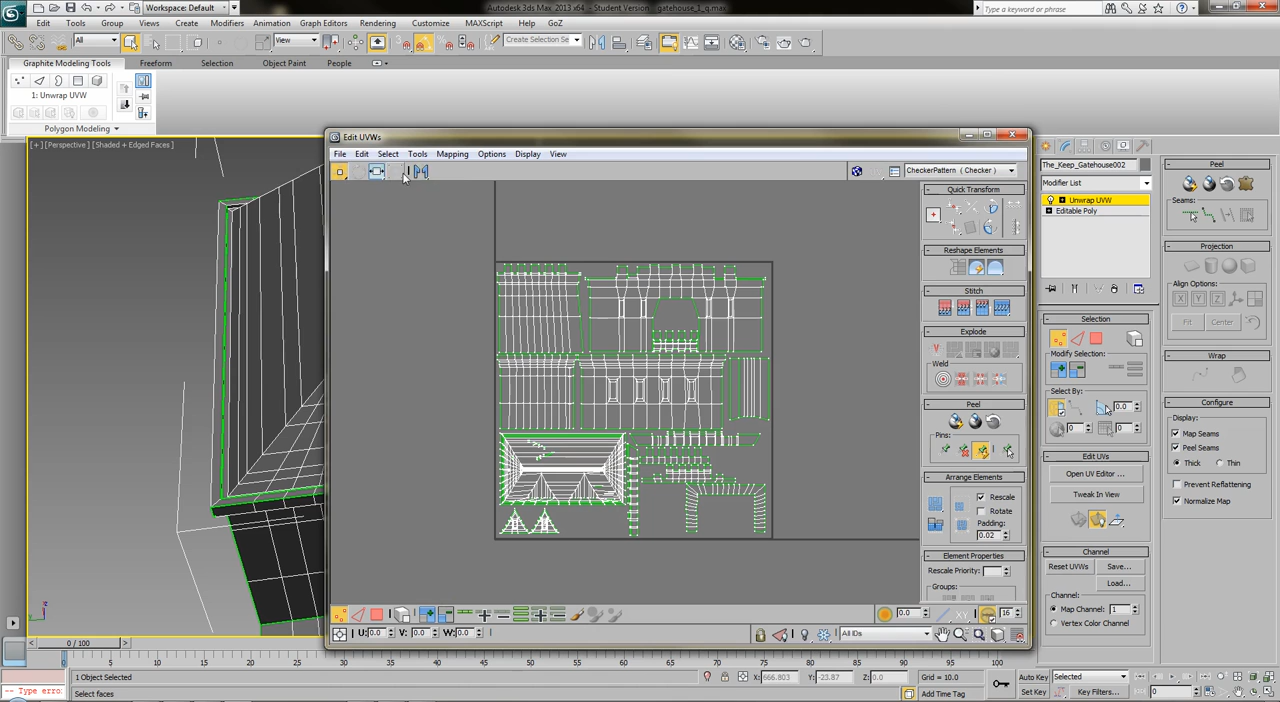 Workspace: Default
Autodesk 3ds Max 2013 x64 - Student Version
gatehouse_1_q.max
Type a keyword or phrase
Edit Tools Group Views Create Modifiers Animation Graph Editors Rendering Customize MAXScript Help GoZ
All View Create Selection Se
Graphite Modeling Tools Freeform Selection Object Paint People
1: Unwrap UVW
Polygon Modeling
[ + ] [Perspective ] [Shaded + Edged Faces ]
Edit UVWs
File Edit Select Tools Mapping Options Display View
CheckerPattern ( Checker )
Quick Transform
Reshape Elements
Stitch
Explode
Weld
Peel
Pins:
Arrange Elements
Rescale
Rotate
Padding:
0.02
Element Properties
Rescale Priority:
Groups:
0.0 XY 16
U: 0.0 V: 0.0 W: 0.0 All IDs
The_Keep_Gatehouse002
Modifier List
Unwrap UVW
Editable Poly
Selection
Modify Selection:
Select By:
0.0
0 0
Edit UVs
Open UV Editor ...
Tweak In View
Channel
Reset UVWs Save...
Load...
Map Channel: 1
Vertex Color Channel
Peel
Seams:
Projection
Align Options:
X Y Z
Fit Center
Wrap
Configure
Display:
Map Seams
Peel Seams
Thick Thin
Prevent Reflattening
Normalize Map
z
0 / 100
0 5 10 15 20 25 30 35 40 45 50 55 60 65 70 75 80 85 90 95 100
1 Object Selected X: 666.803 Y: -23.87 Z: 0.0 Grid = 10.0 Auto Key Selected
-- Type erro: Select faces Add Time Tag Set Key Key Filters... 0